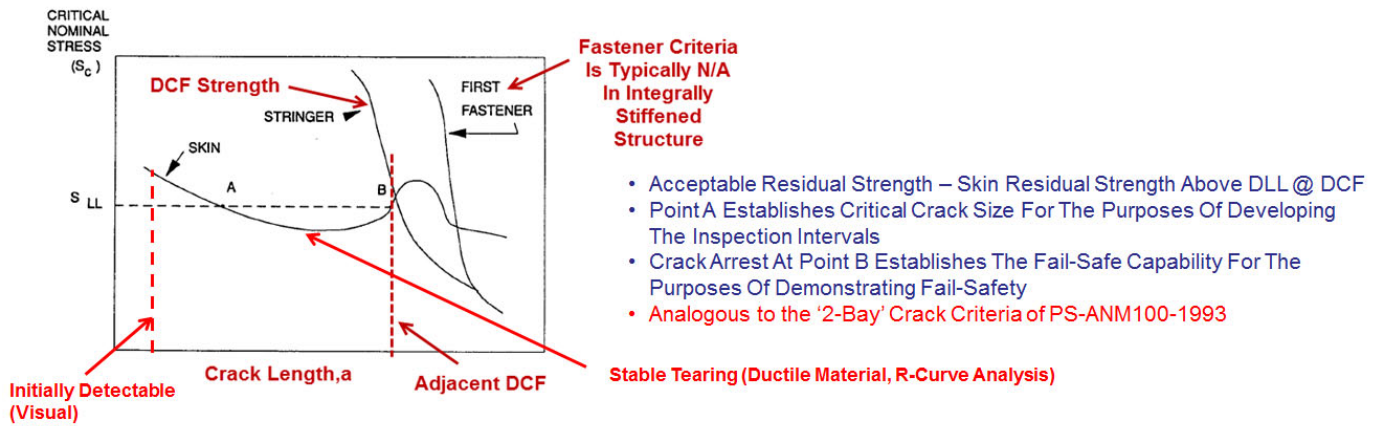 CRITICAL
NOMINAL
STRESS
(Sc)
DCF Strength
STRINGER
FIRST
FASTENER
Fastener Criteria
Is Typically N/A
In Integrally
Stiffened
Structure
SKIN
A
B
S LL
• Acceptable Residual Strength – Skin Residual Strength Above DLL @ DCF
• Point A Establishes Critical Crack Size For The Purposes Of Developing
The Inspection Intervals
• Crack Arrest At Point B Establishes The Fail-Safe Capability For The
Purposes Of Demonstrating Fail-Safety
• Analogous to the ‘2-Bay’ Crack Criteria of PS-ANM100-1993
Initially Detectable
(Visual)
Crack Length,a
Adjacent DCF
Stable Tearing (Ductile Material, R-Curve Analysis)